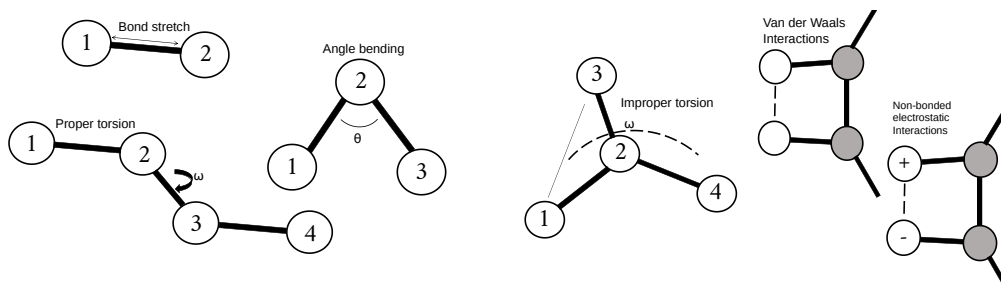 Bond stretch
1
2
Proper torsion
1
2
ω
3
4
Angle bending
2
θ
1
3
3
Improper torsion
ω
2
1
4
Van der Waals
Interactions
Non-bonded
electrostatic
Interactions
+
-